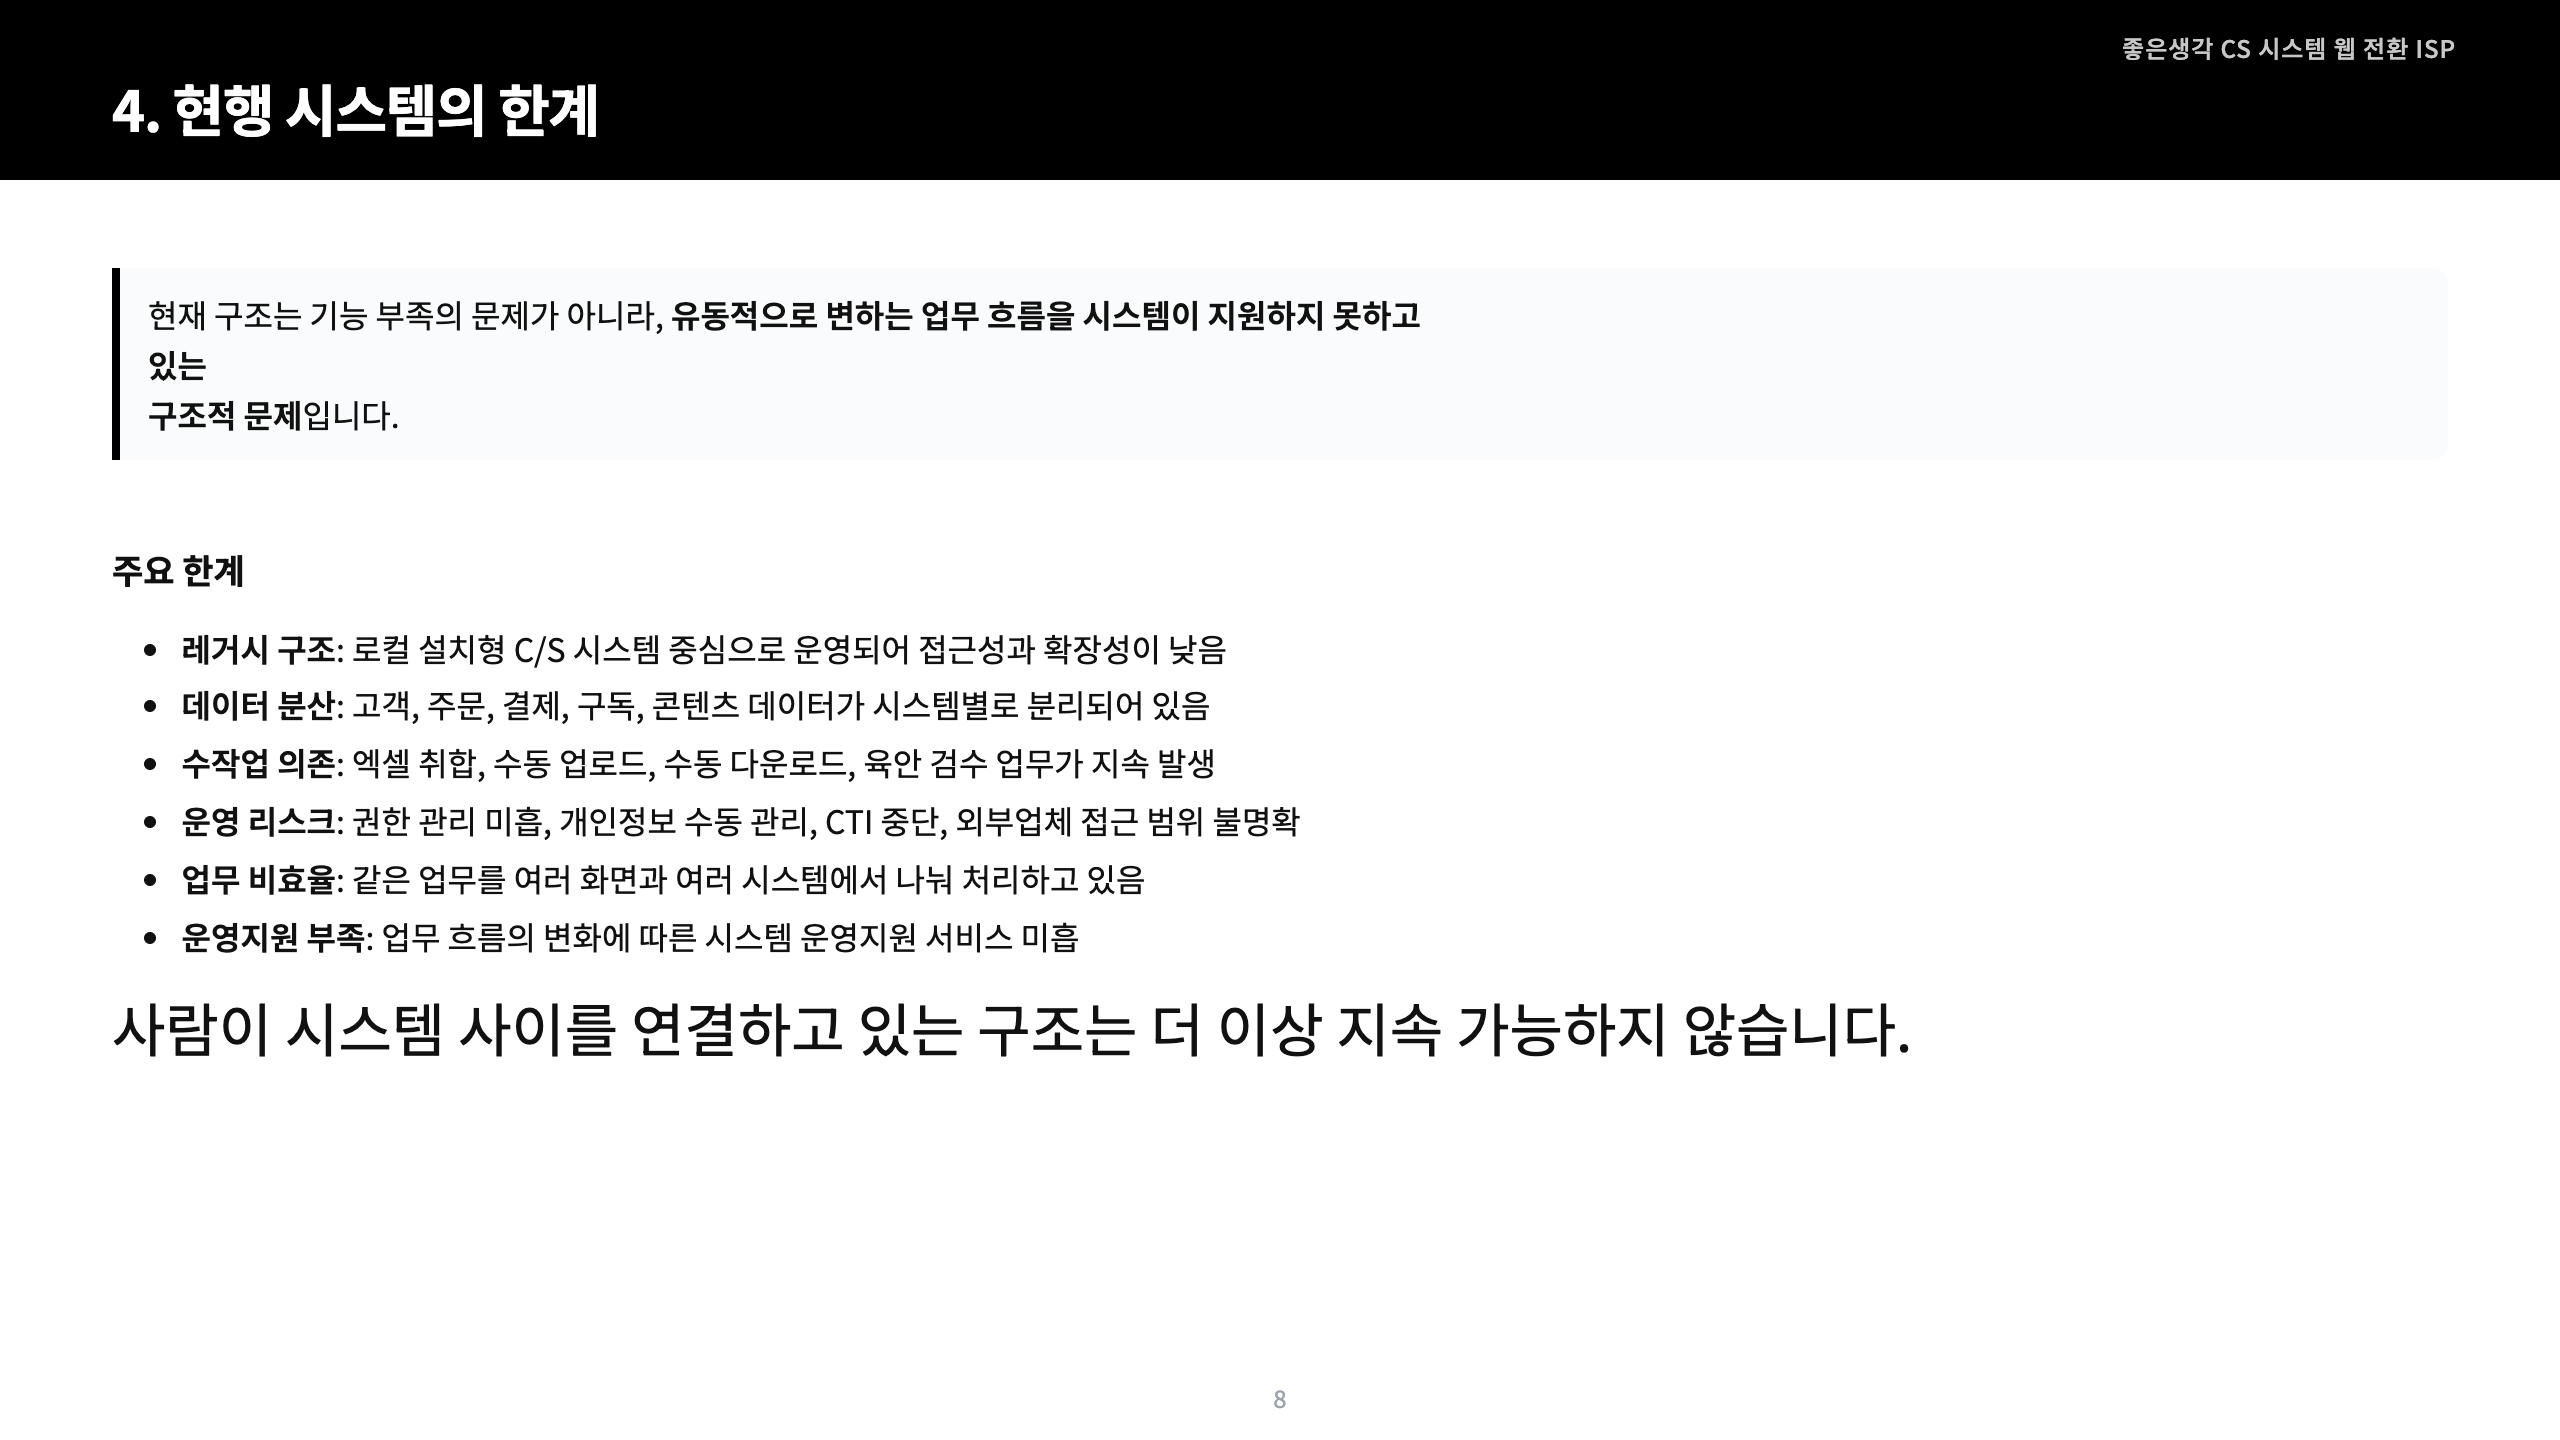 좋은생각 CS 시스템 웹 전환 ISP
4. 현행 시스템의 한계
현재 구조는 기능 부족의 문제가 아니라, 유동적으로 변하는 업무 흐름을 시스템이 지원하지 못하고
있는
구조적 문제입니다.
주요 한계
• 레거시 구조: 로컬 설치형 C/S 시스템 중심으로 운영되어 접근성과 확장성이 낮음
• 데이터 분산: 고객, 주문, 결제, 구독, 콘텐츠 데이터가 시스템별로 분리되어 있음
• 수작업 의존: 엑셀 취합, 수동 업로드, 수동 다운로드, 육안 검수 업무가 지속 발생
• 운영 리스크: 권한 관리 미흡, 개인정보 수동 관리, CTI 중단, 외부업체 접근 범위 불명확
• 업무 비효율: 같은 업무를 여러 화면과 여러 시스템에서 나눠 처리하고 있음
• 운영지원 부족: 업무 흐름의 변화에 따른 시스템 운영지원 서비스 미흡
사람이 시스템 사이를 연결하고 있는 구조는 더 이상 지속 가능하지 않습니다.
8